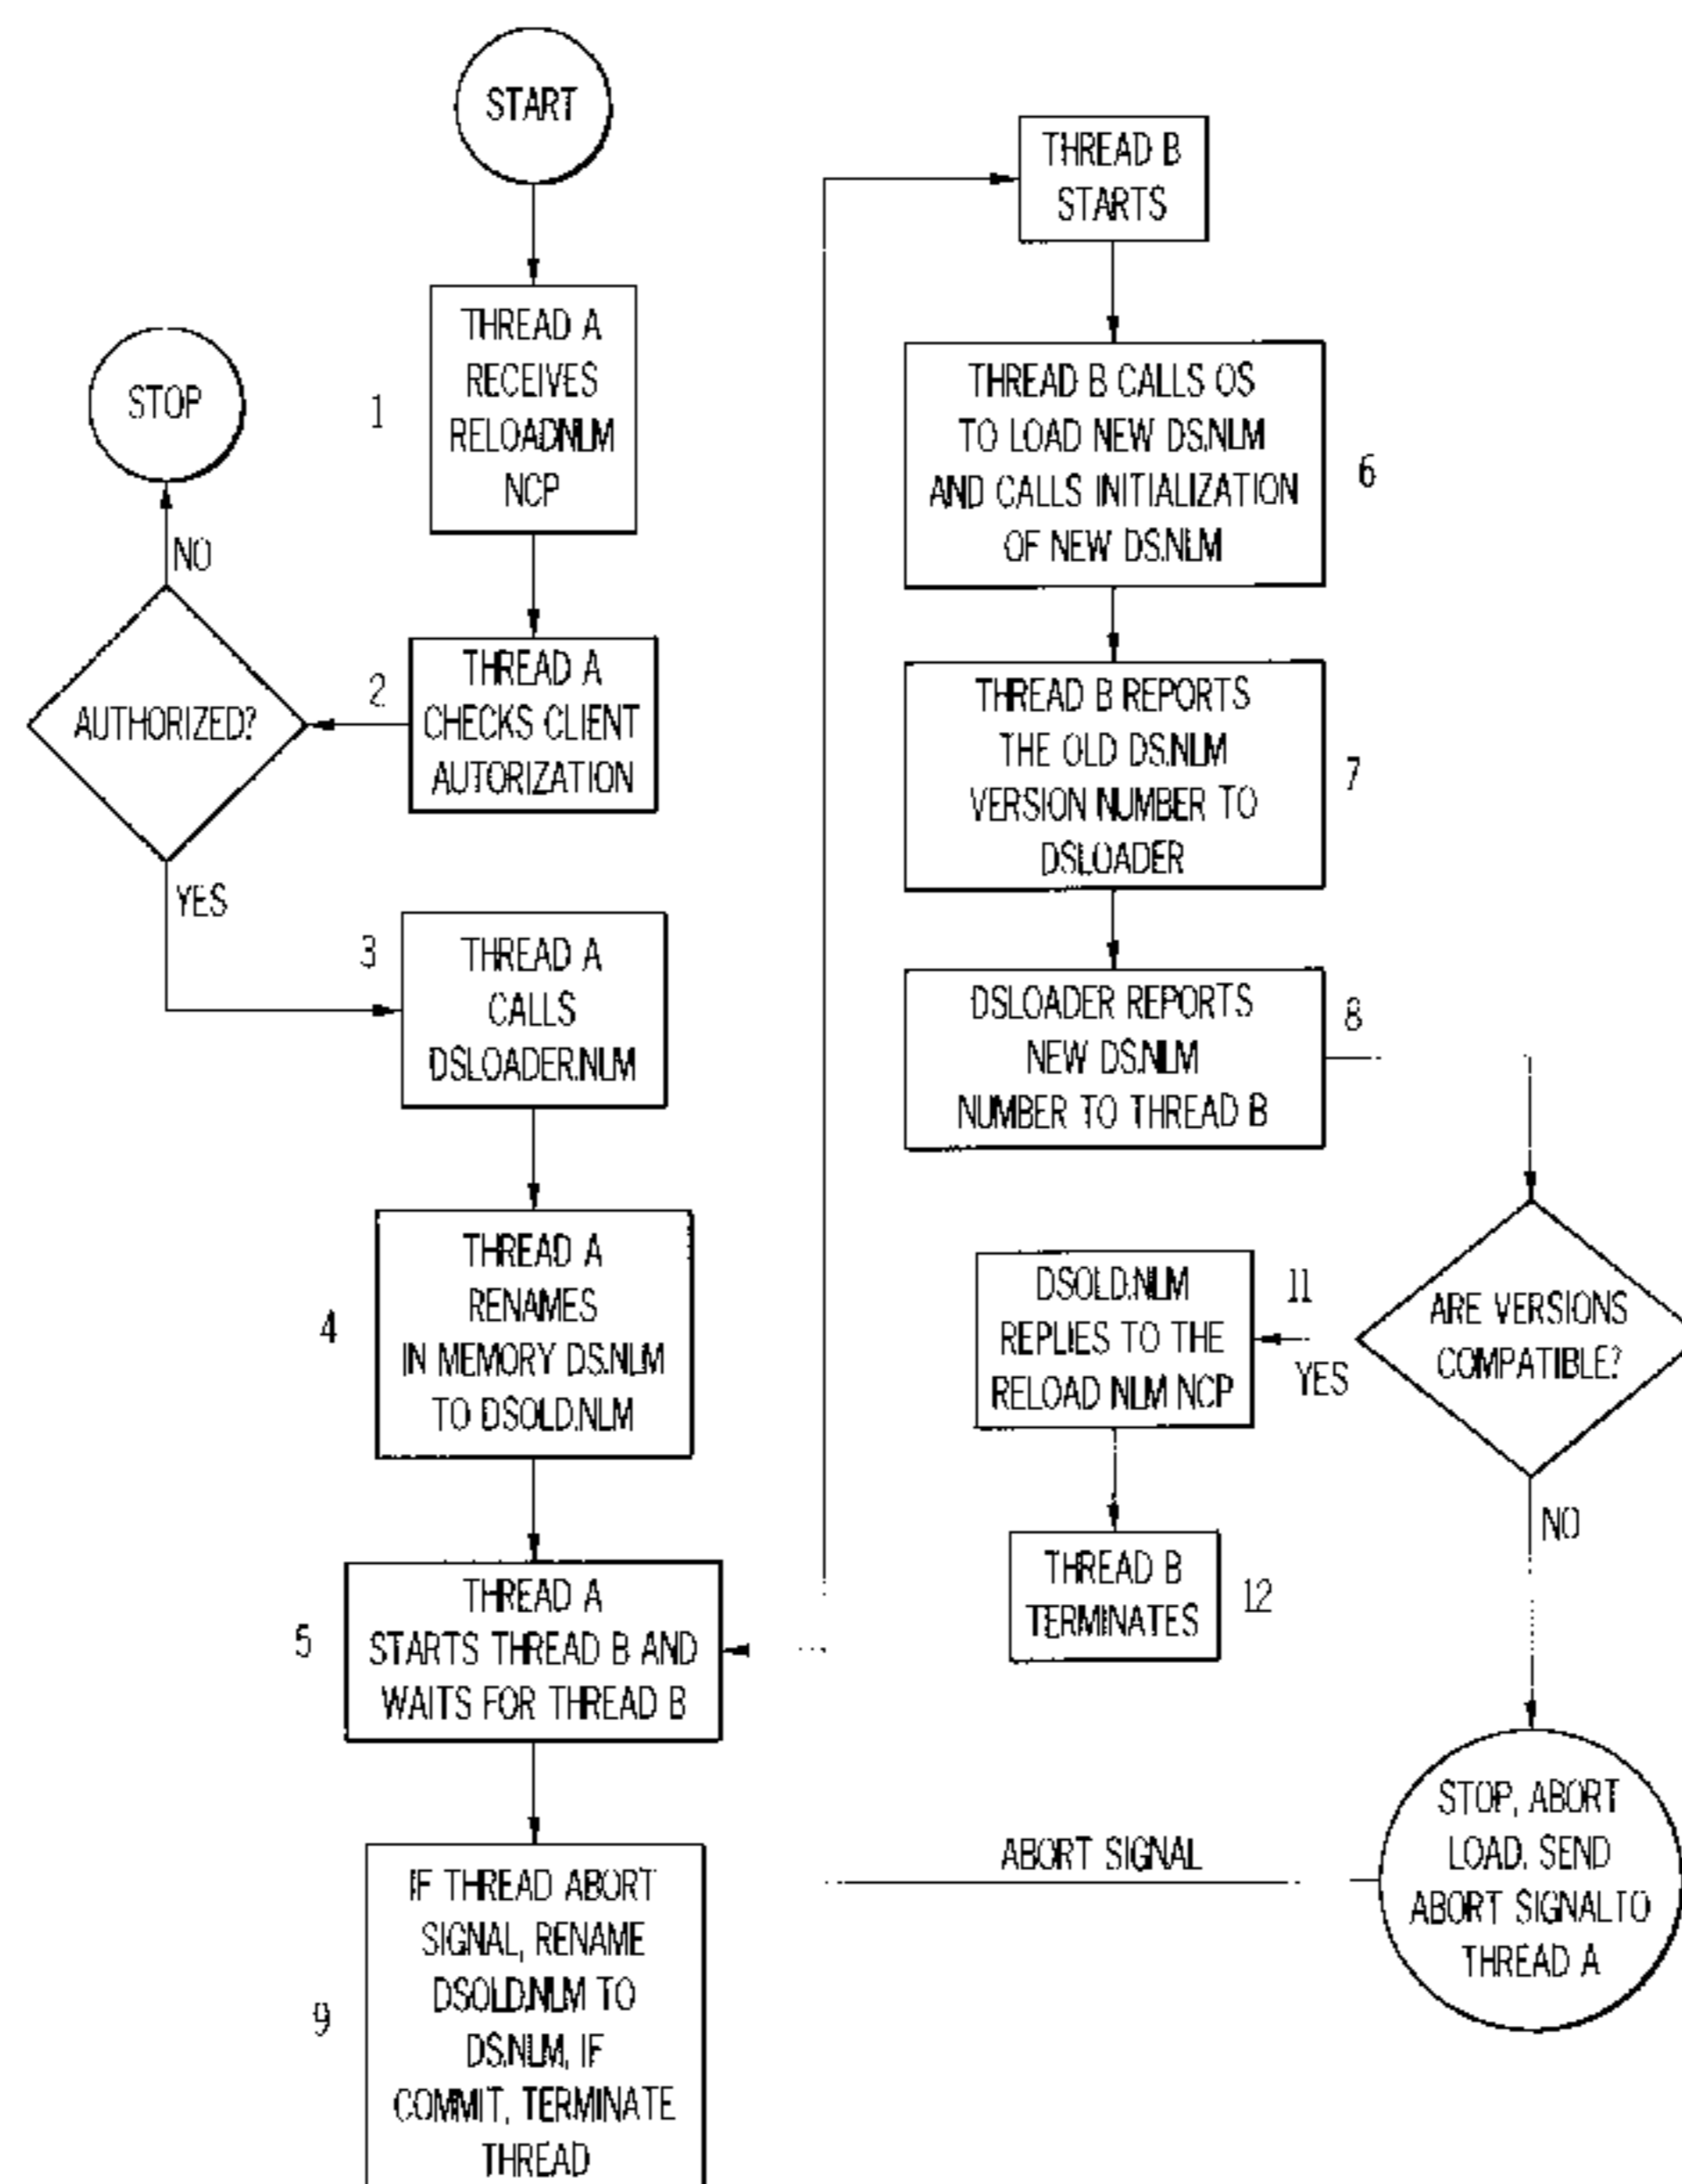 START
1
THREAD A
RECEIVES
RELOADNLM
NCP
2
THREAD A
CHECKS CLIENT
AUTORIZATION
AUTHORIZED?
NO
STOP
YES
3
THREAD A
CALLS
DSLOADER.NLM
4
THREAD A
RENAMES
IN MEMORY DS.NLM
TO DSOLD.NLM
5
THREAD A
STARTS THREAD B AND
WAITS FOR THREAD B
9
IF THREAD ABORT
SIGNAL, RENAME
DSOLD.NLM TO
DS.NLM, IF
COMMIT, TERMINATE
THREAD
THREAD B
STARTS
THREAD B CALLS OS
TO LOAD NEW DS.NLM
AND CALLS INITIALIZATION
OF NEW DS.NLM
6
THREAD B REPORTS
THE OLD DS.NLM
VERSION NUMBER TO
DSLOADER
7
DSLOADER REPORTS
NEW DS.NLM
NUMBER TO THREAD B
8
ARE VERSIONS
COMPATIBLE?
YES
11
DSOLD.NLM
REPLIES TO THE
RELOAD NLM NCP
THREAD B
TERMINATES
12
NO
STOP, ABORT
LOAD. SEND
ABORT SIGNAL TO
THREAD A
ABORT SIGNAL